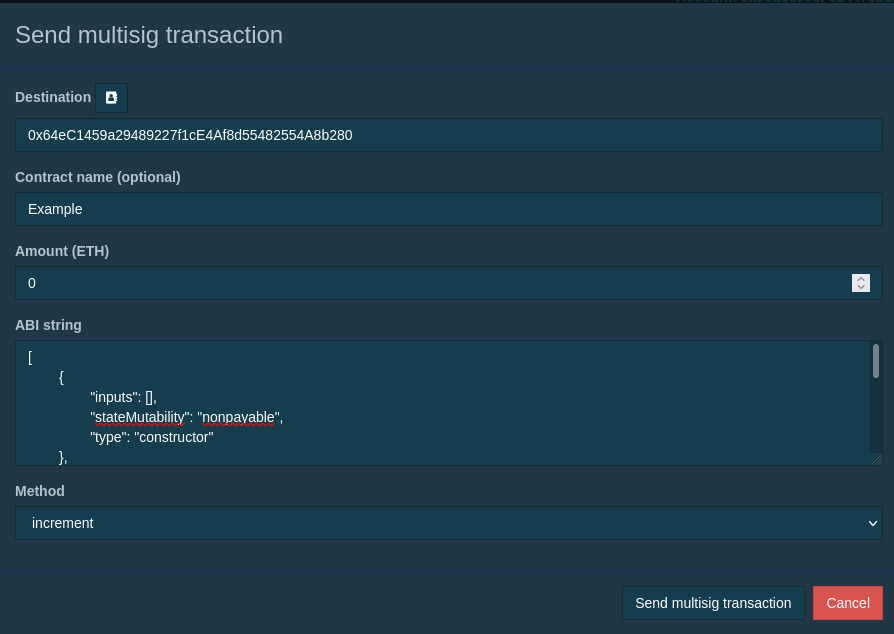 Send multisig transaction
Destination
0x64eC1459a29489227f1cE4Af8d55482554A8b280
Contract name (optional)
Example
Amount (ETH)
0
ABI string
[
{
"inputs": [],
"stateMutability": "nonpayable",
"type": "constructor"
},
Method
increment
Send multisig transaction
Cancel